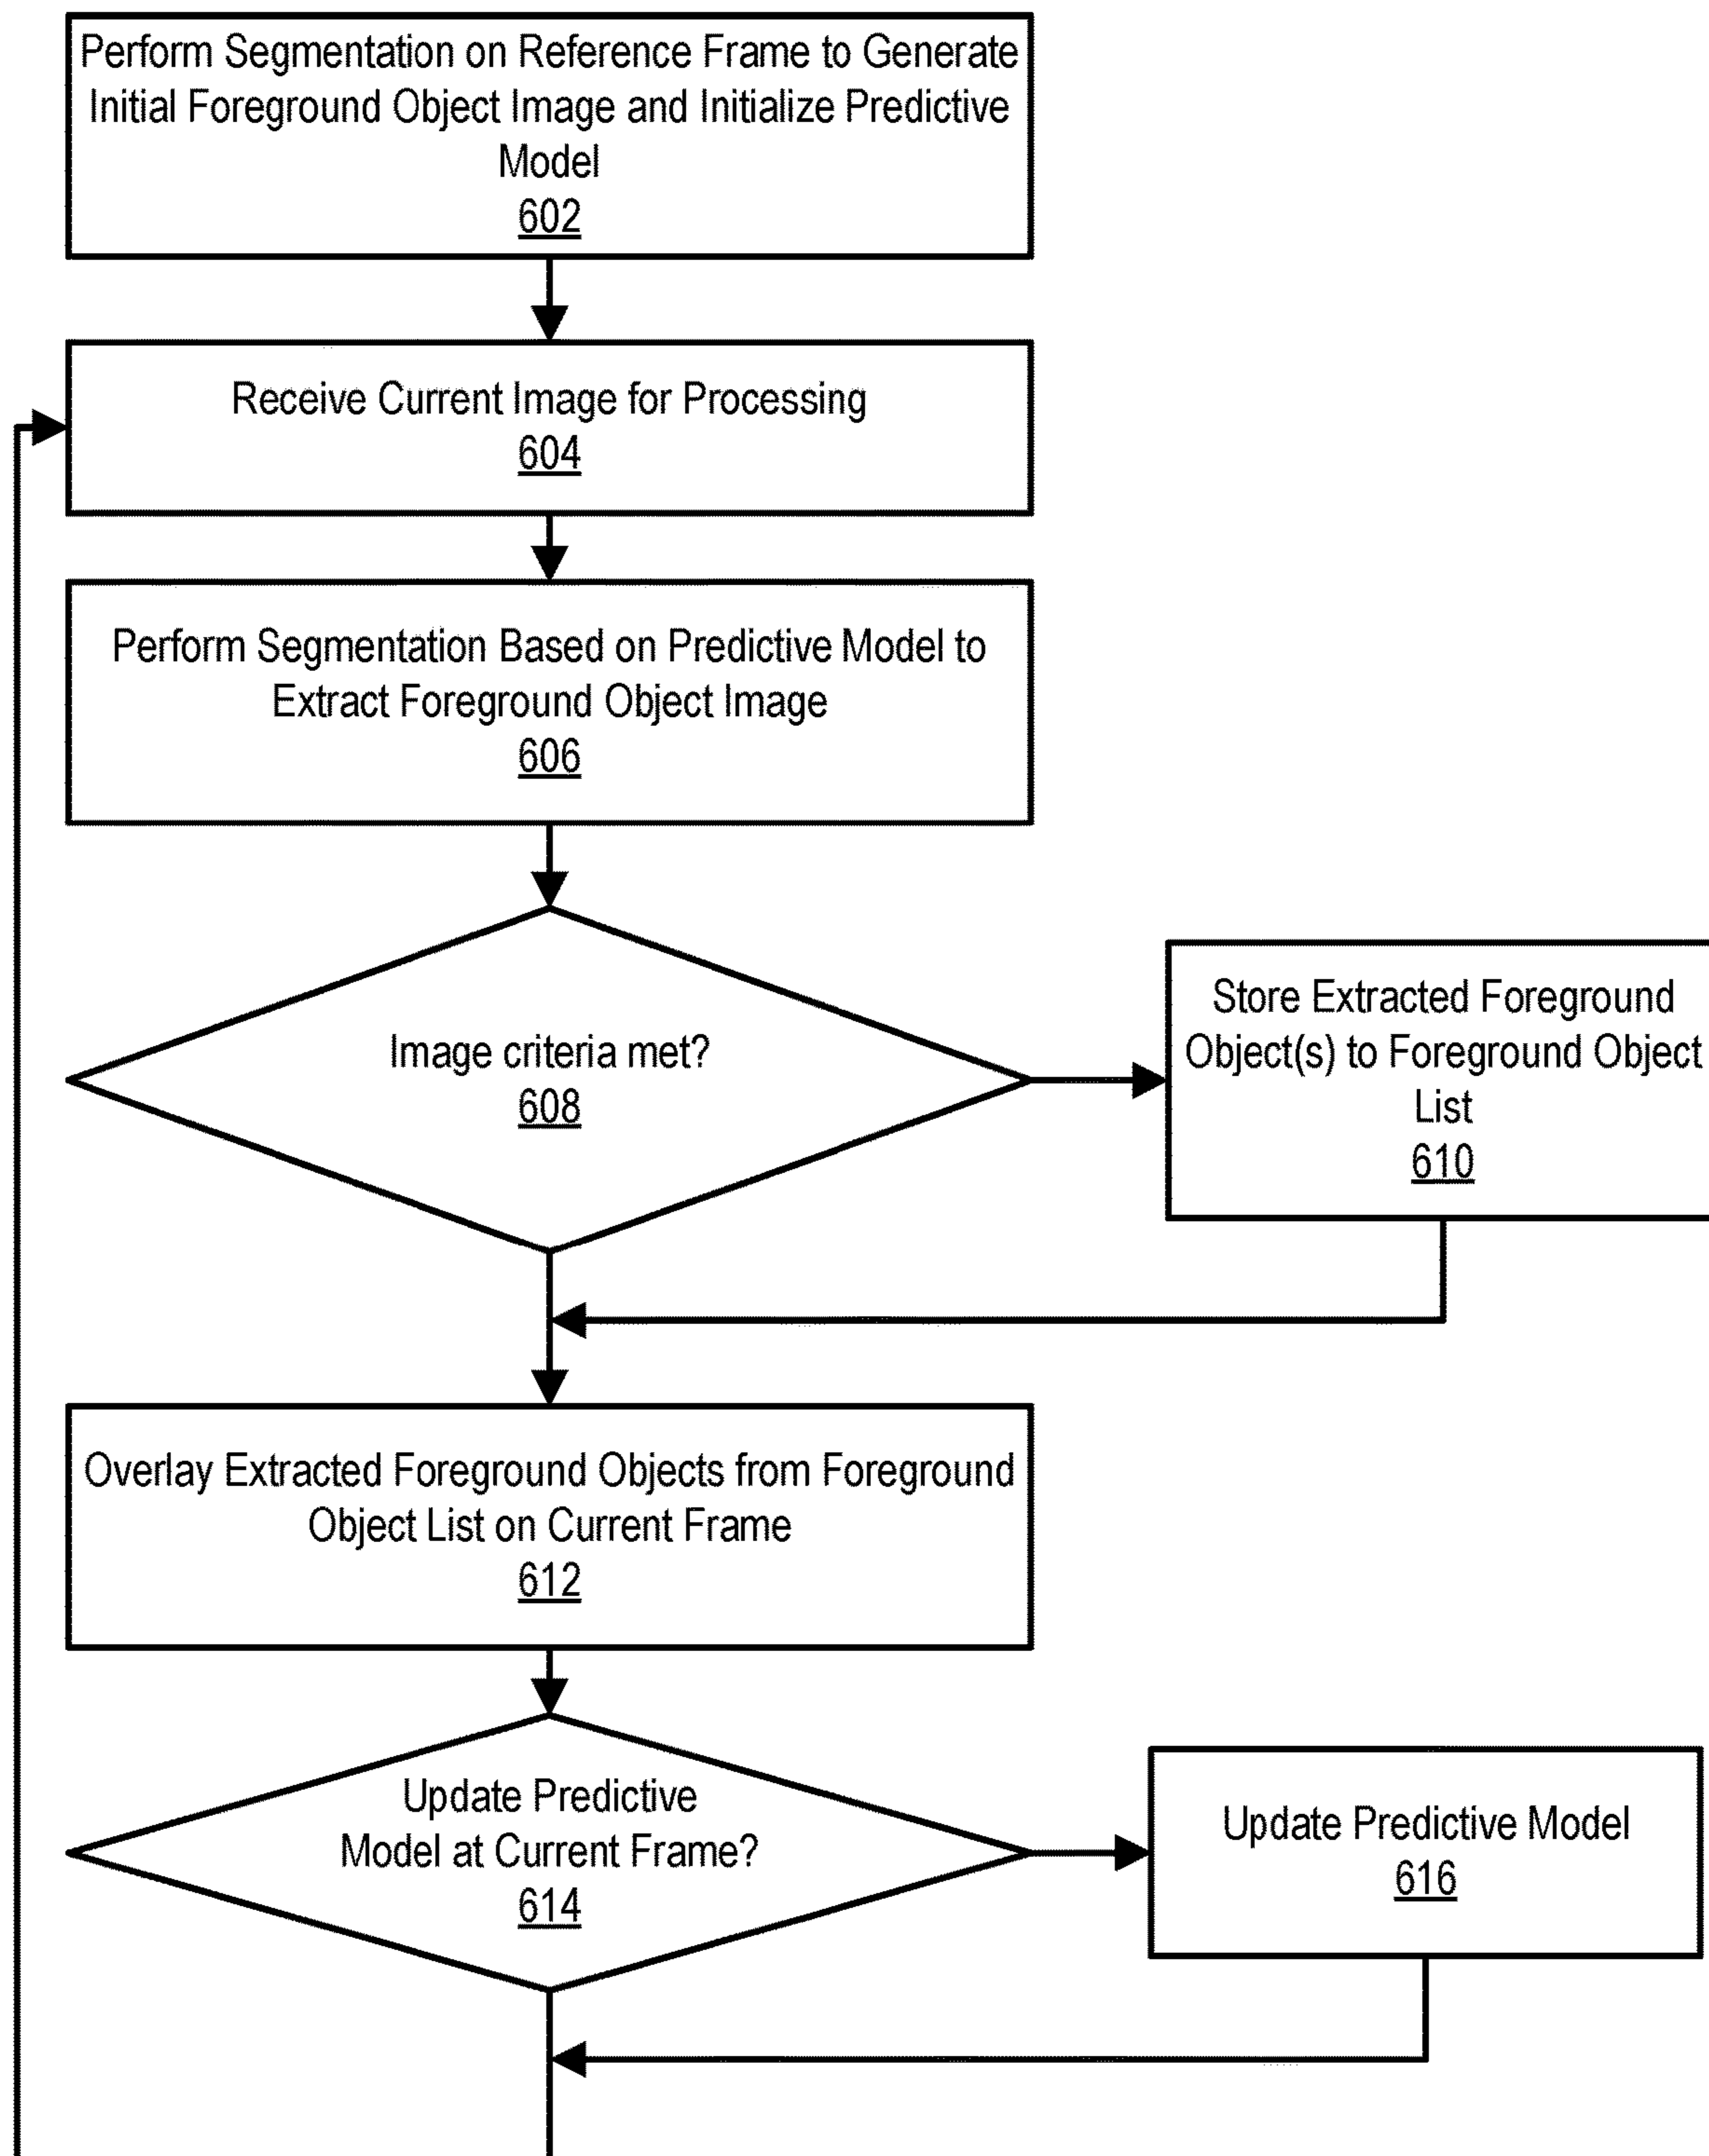 Perform Segmentation on Reference Frame to Generate
Initial Foreground Object Image and Initialize Predictive
Model
602
Receive Current Image for Processing
604
Perform Segmentation Based on Predictive Model to
Extract Foreground Object Image
606
Image criteria met?
608
Store Extracted Foreground
Object(s) to Foreground Object
List
610
Overlay Extracted Foreground Objects from Foreground
Object List on Current Frame
612
Update Predictive
Model at Current Frame?
614
Update Predictive Model
616